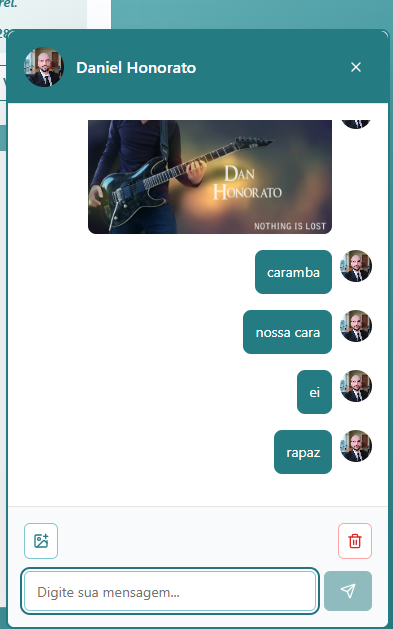 rel.
Daniel Honorato
DAN
HONORATO
NOTHING IS LOST
caramba
nossa cara
ei
rapaz
Digite sua mensagem...